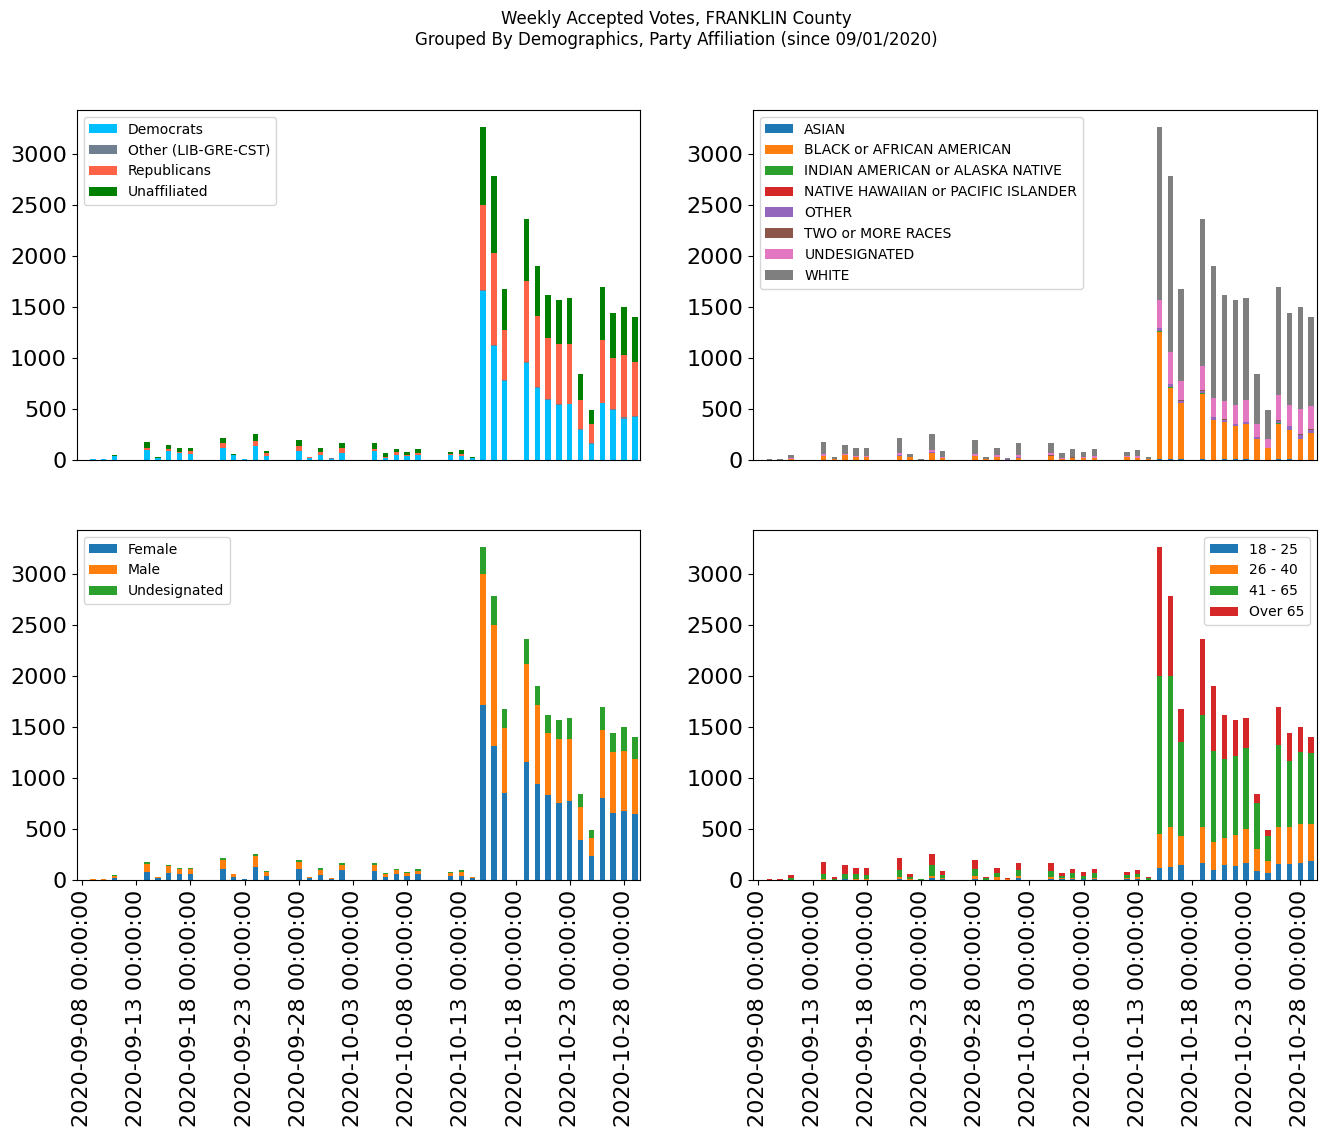 Weekly Accepted Votes, FRANKLIN County
Grouped By Demographics, Party Affiliation (since 09/01/2020)
Democrats
Other (LIB-GRE-CST)
Republicans
Unaffiliated
3000
2500
2000
1500
1000
500
0
ASIAN
BLACK or AFRICAN AMERICAN
INDIAN AMERICAN or ALASKA NATIVE
NATIVE HAWAIIAN or PACIFIC ISLANDER
OTHER
TWO or MORE RACES
UNDESIGNATED
WHITE
3000
2500
2000
1500
1000
500
0
Female
Male
Undesignated
3000
2500
2000
1500
1000
500
0
2020-09-08 00:00:00
2020-09-13 00:00:00
2020-09-18 00:00:00
2020-09-23 00:00:00
2020-09-28 00:00:00
2020-10-03 00:00:00
2020-10-08 00:00:00
2020-10-13 00:00:00
2020-10-18 00:00:00
2020-10-23 00:00:00
2020-10-28 00:00:00
18 - 25
26 - 40
41 - 65
Over 65
3000
2500
2000
1500
1000
500
0
2020-09-08 00:00:00
2020-09-13 00:00:00
2020-09-18 00:00:00
2020-09-23 00:00:00
2020-09-28 00:00:00
2020-10-03 00:00:00
2020-10-08 00:00:00
2020-10-13 00:00:00
2020-10-18 00:00:00
2020-10-23 00:00:00
2020-10-28 00:00:00